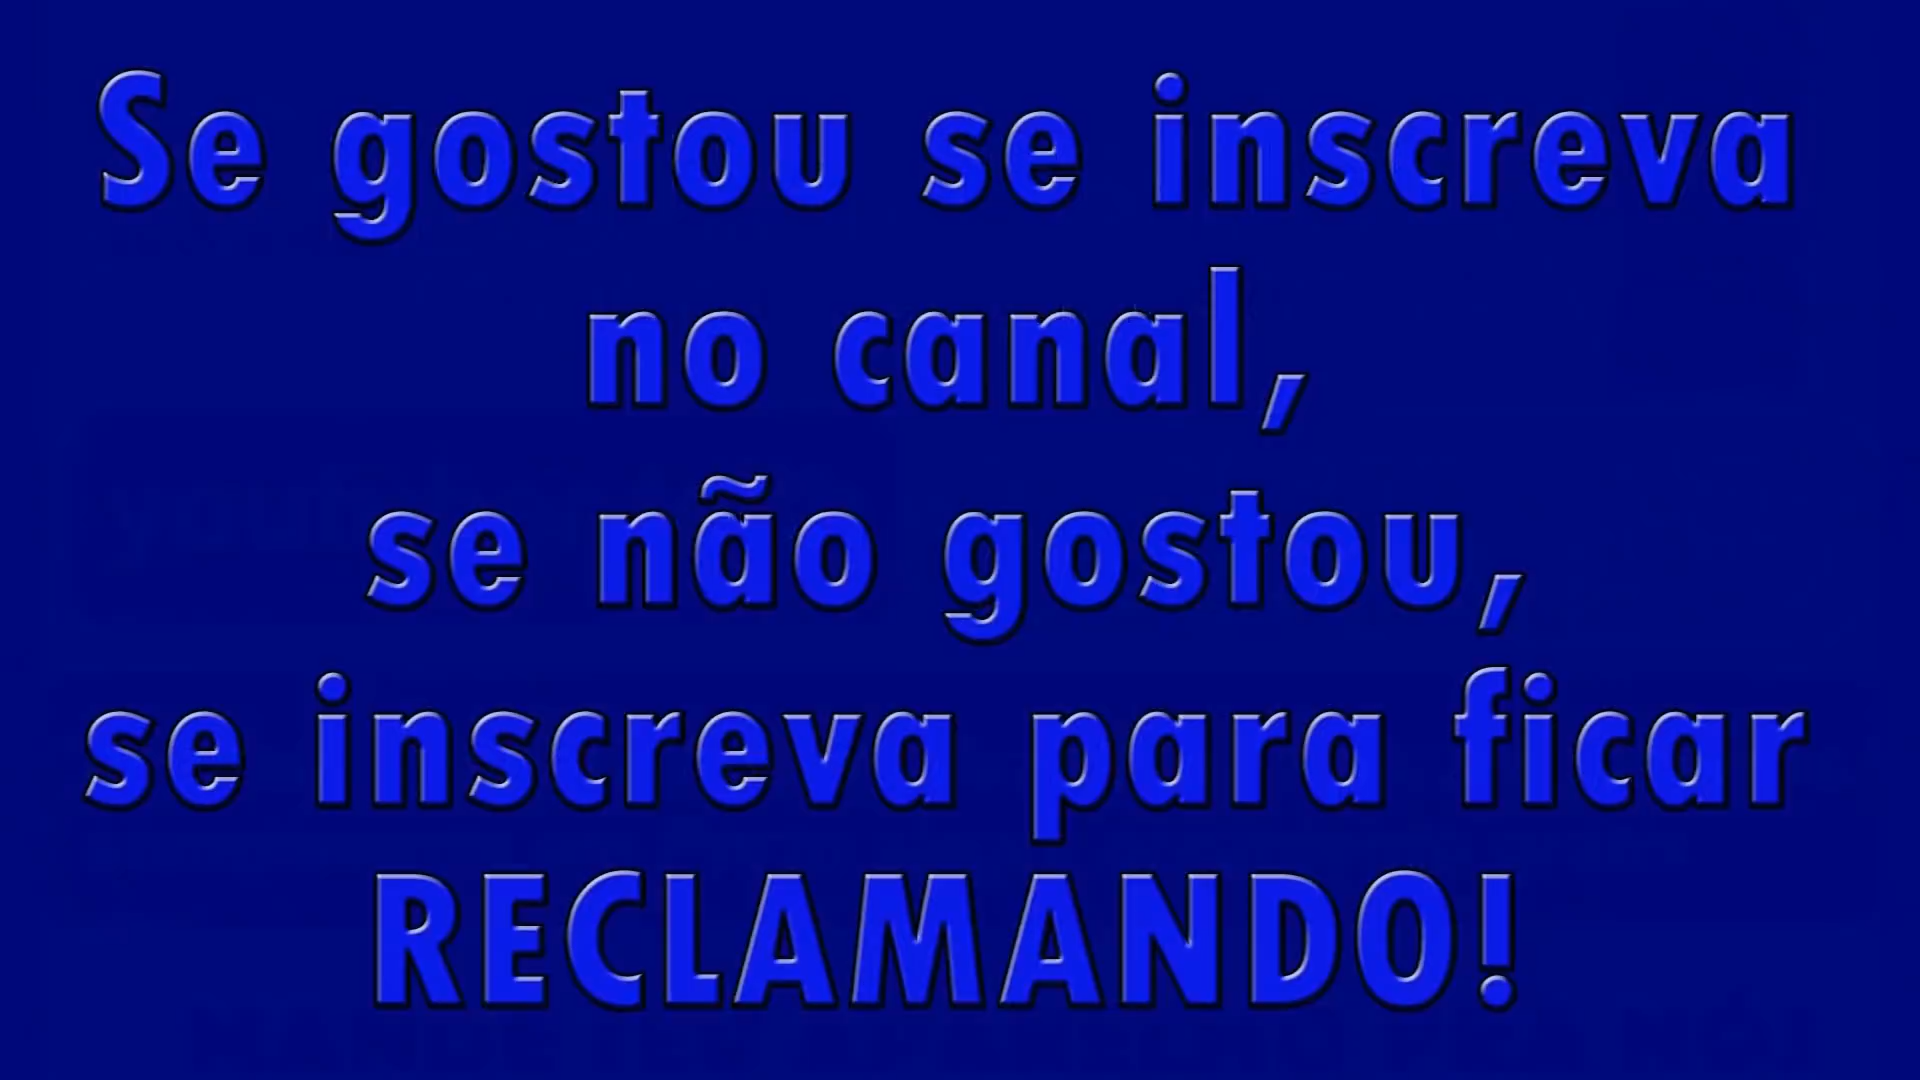 Se gostou se inscreva
no canal,
se não gostou,
se inscreva para ficar
RECLAMANDO!